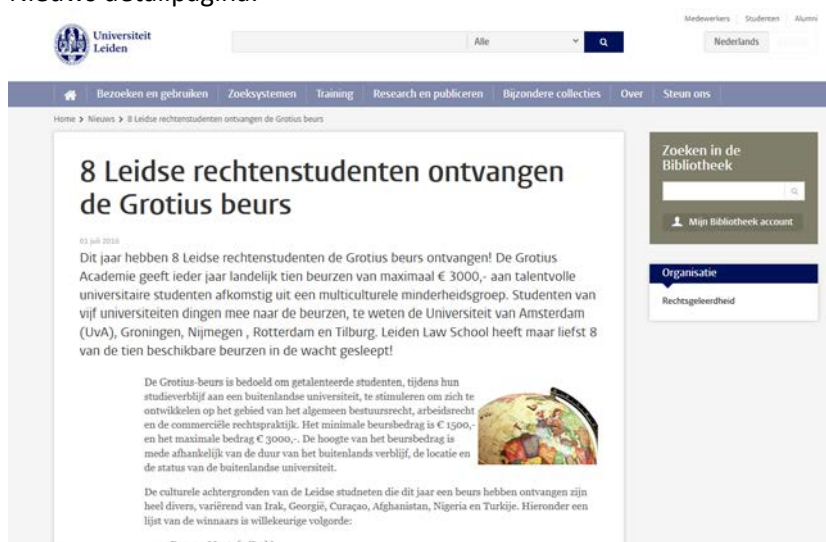 Medewerkers Studenten Alumni
Universiteit
Leiden
Alle
Nederlands
Bezoeken en gebruiken Zoeksystemen Training Research en publiceren Bijzondere collecties Over Steun ons
Home > Nieuws > 8 Leidse rechtenstudenten ontvangen de Grotius beurs
8 Leidse rechtenstudenten ontvangen
de Grotius beurs
01 juli 2016
Dit jaar hebben 8 Leidse rechtenstudenten de Grotius beurs ontvangen! De Grotius
Academie geeft ieder jaar landelijk tien beurzen van maximaal € 3000,- aan talentvolle
universitaire studenten afkomstig uit een multiculturele minderheidsgroep. Studenten van
vijf universiteiten dingen mee naar de beurzen, te weten de Universiteit van Amsterdam
(UvA), Groningen, Nijmegen , Rotterdam en Tilburg. Leiden Law School heeft maar liefst 8
van de tien beschikbare beurzen in de wacht gesleept!
De Grotius-beurs is bedoeld om getalenteerde studenten, tijdens hun
studieverblijf aan een buitenlandse universiteit, te stimuleren om zich te
ontwikkelen op het gebied van het algemeen bestuursrecht, arbeidsrecht
en de commerciële rechtspraktijk. Het minimale beursbedrag is € 1500,-
en het maximale bedrag € 3000,-. De hoogte van het beursbedrag is
mede afhankelijk van de duur van het buitenlands verblijf, de locatie en
de status van de buitenlandse universiteit.
De culturele achtergronden van de Leidse studneten die dit jaar een beurs hebben ontvangen zijn
heel divers, variërend van Irak, Georgië, Curaçao, Afghanistan, Nigeria en Turkije. Hieronder een
lijst van de winnaars is willekeurige volgorde:
Zoeken in de
Bibliotheek
Mijn Bibliotheek account
Organisatie
Rechtsgeleerdheid